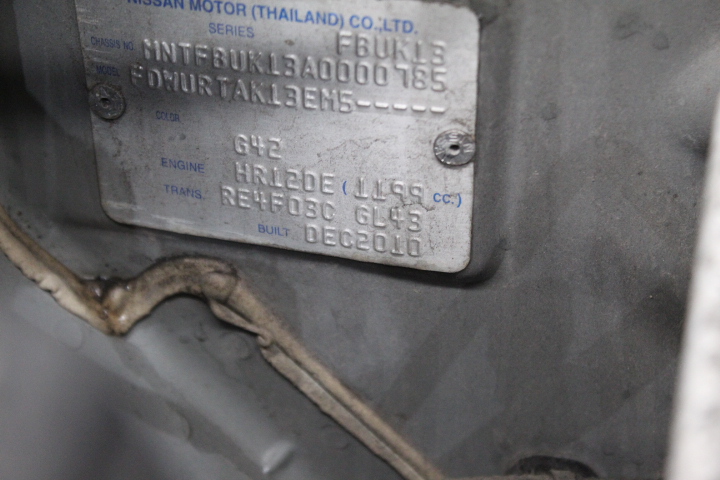 NISSAN MOTOR (THAILAND) CO.,LTD.
SERIES FBUK13
CHASSIS NO. MNTFBUK13A0000785
MODEL FDWURTAK13EM5-----
COLOR G42
ENGINE HR12DE (1199 CC.)
TRANS. RE4F03C GL43
BUILT DEC2010